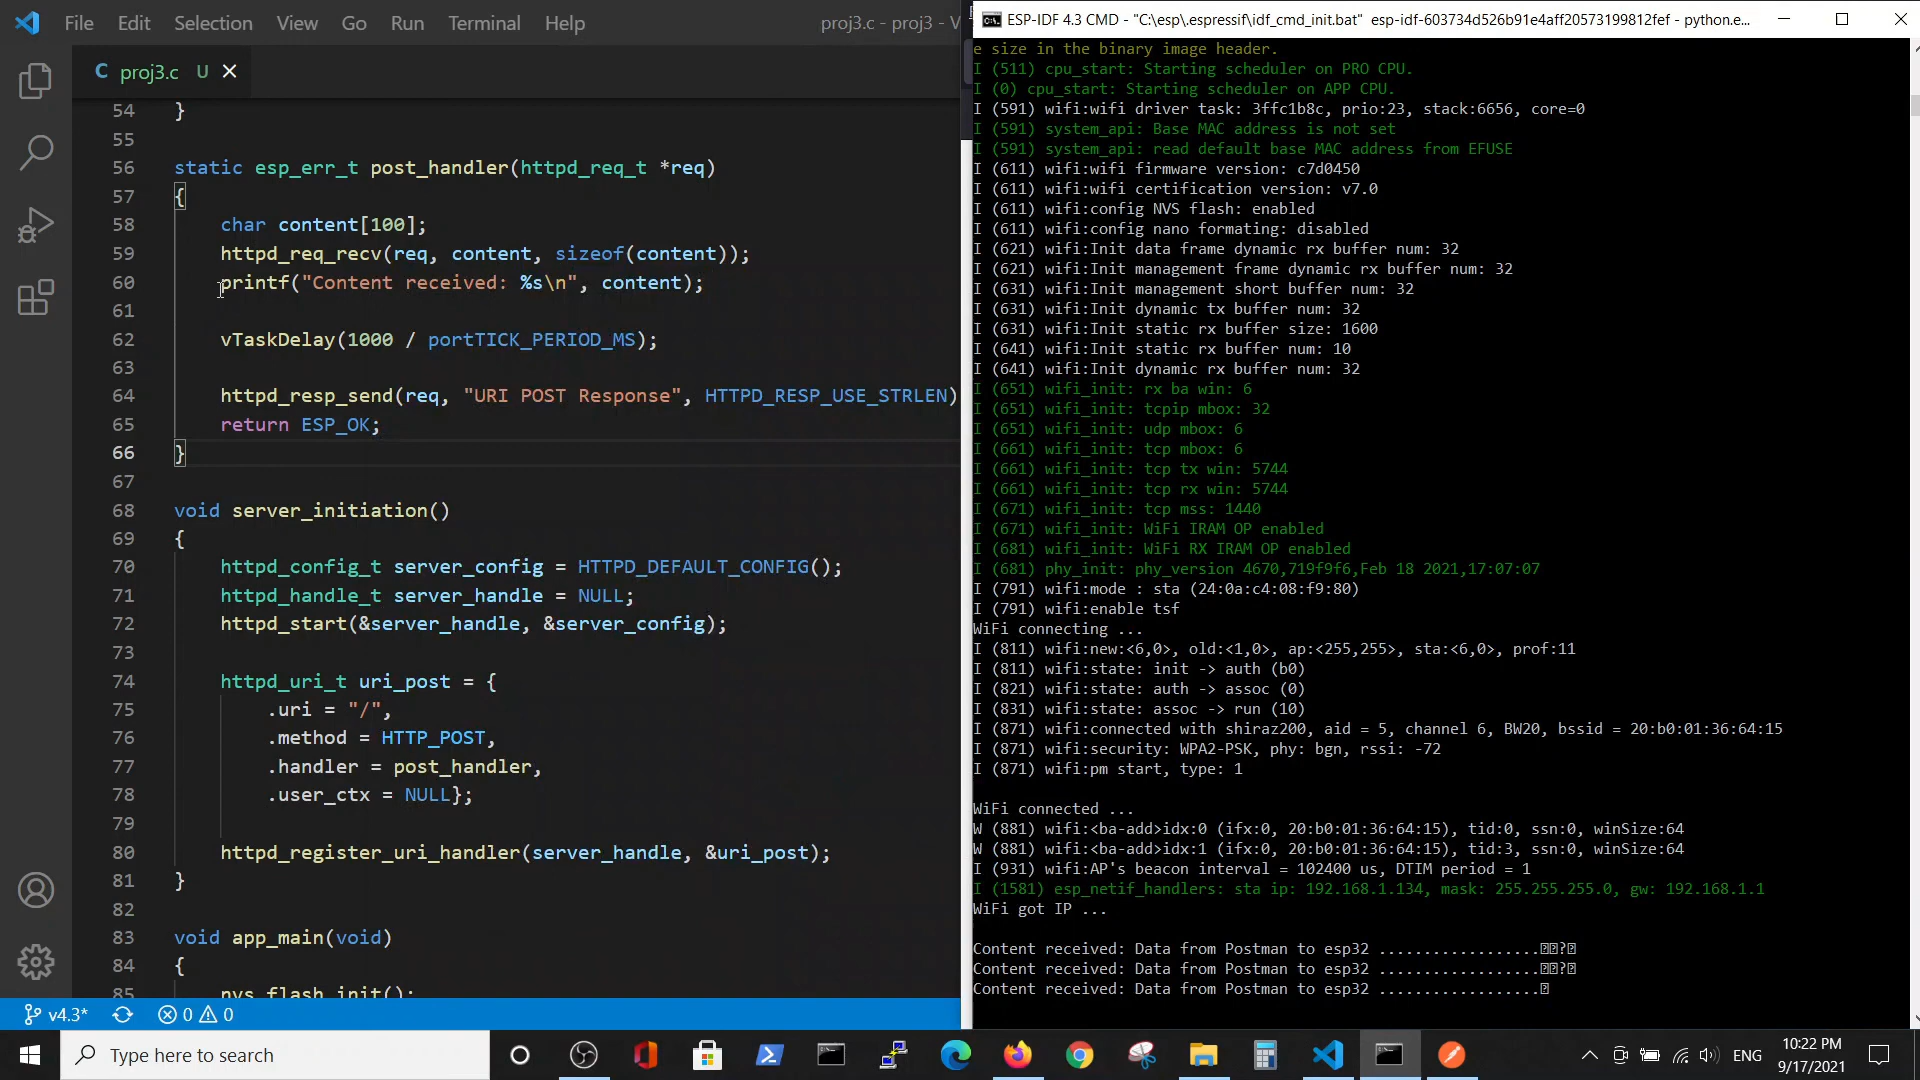 File Edit Selection View Go Run Terminal Help
proj3.c - proj3 - V
C proj3.c U
54 }
55
56 static esp_err_t post_handler(httpd_req_t *req)
57 {
58 char content[100];
59 httpd_req_recv(req, content, sizeof(content));
60 printf("Content received: %s\n", content);
61
62 vTaskDelay(1000 / portTICK_PERIOD_MS);
63
64 httpd_resp_send(req, "URI POST Response", HTTPD_RESP_USE_STRLEN)
65 return ESP_OK;
66 }
67
68 void server_initiation()
69 {
70 httpd_config_t server_config = HTTPD_DEFAULT_CONFIG();
71 httpd_handle_t server_handle = NULL;
72 httpd_start(&server_handle, &server_config);
73
74 httpd_uri_t uri_post = {
75 .uri = "/",
76 .method = HTTP_POST,
77 .handler = post_handler,
78 .user_ctx = NULL};
79
80 httpd_register_uri_handler(server_handle, &uri_post);
81 }
82
83 void app_main(void)
84 {
85 nvs_flash_init();
v4.3* 0 0
ESP-IDF 4.3 CMD - "C:\esp\.espressif\idf_cmd_init.bat" esp-idf-603734d526b91e4aff20573199812fef - python.e...
e size in the binary image header.
I (511) cpu_start: Starting scheduler on PRO CPU.
I (0) cpu_start: Starting scheduler on APP CPU.
I (591) wifi:wifi driver task: 3ffc1b8c, prio:23, stack:6656, core=0
I (591) system_api: Base MAC address is not set
I (591) system_api: read default base MAC address from EFUSE
I (611) wifi:wifi firmware version: c7d0450
I (611) wifi:wifi certification version: v7.0
I (611) wifi:config NVS flash: enabled
I (611) wifi:config nano formating: disabled
I (621) wifi:Init data frame dynamic rx buffer num: 32
I (621) wifi:Init management frame dynamic rx buffer num: 32
I (631) wifi:Init management short buffer num: 32
I (631) wifi:Init dynamic tx buffer num: 32
I (631) wifi:Init static rx buffer size: 1600
I (641) wifi:Init static rx buffer num: 10
I (641) wifi:Init dynamic rx buffer num: 32
I (651) wifi_init: rx ba win: 6
I (651) wifi_init: tcpip mbox: 32
I (651) wifi_init: udp mbox: 6
I (661) wifi_init: tcp mbox: 6
I (661) wifi_init: tcp tx win: 5744
I (661) wifi_init: tcp rx win: 5744
I (671) wifi_init: tcp mss: 1440
I (671) wifi_init: WiFi IRAM OP enabled
I (681) wifi_init: WiFi RX IRAM OP enabled
I (681) phy_init: phy_version 4670,719f9f6,Feb 18 2021,17:07:07
I (791) wifi:mode : sta (24:0a:c4:08:f9:80)
I (791) wifi:enable tsf
WiFi connecting ...
I (811) wifi:new:<6,0>, old:<1,0>, ap:<255,255>, sta:<6,0>, prof:11
I (811) wifi:state: init -> auth (b0)
I (821) wifi:state: auth -> assoc (0)
I (831) wifi:state: assoc -> run (10)
I (871) wifi:connected with shiraz200, aid = 5, channel 6, BW20, bssid = 20:b0:01:36:64:15
I (871) wifi:security: WPA2-PSK, phy: bgn, rssi: -72
I (871) wifi:pm start, type: 1
WiFi connected ...
W (881) wifi:<ba-add>idx:0 (ifx:0, 20:b0:01:36:64:15), tid:0, ssn:0, winSize:64
W (881) wifi:<ba-add>idx:1 (ifx:0, 20:b0:01:36:64:15), tid:3, ssn:0, winSize:64
I (931) wifi:AP's beacon interval = 102400 us, DTIM period = 1
I (1581) esp_netif_handlers: sta ip: 192.168.1.134, mask: 255.255.255.0, gw: 192.168.1.1
WiFi got IP ...
Content received: Data from Postman to esp32 ..................
Content received: Data from Postman to esp32 ..................
Content received: Data from Postman to esp32 ..................
Type here to search
ENG
10:22 PM
9/17/2021